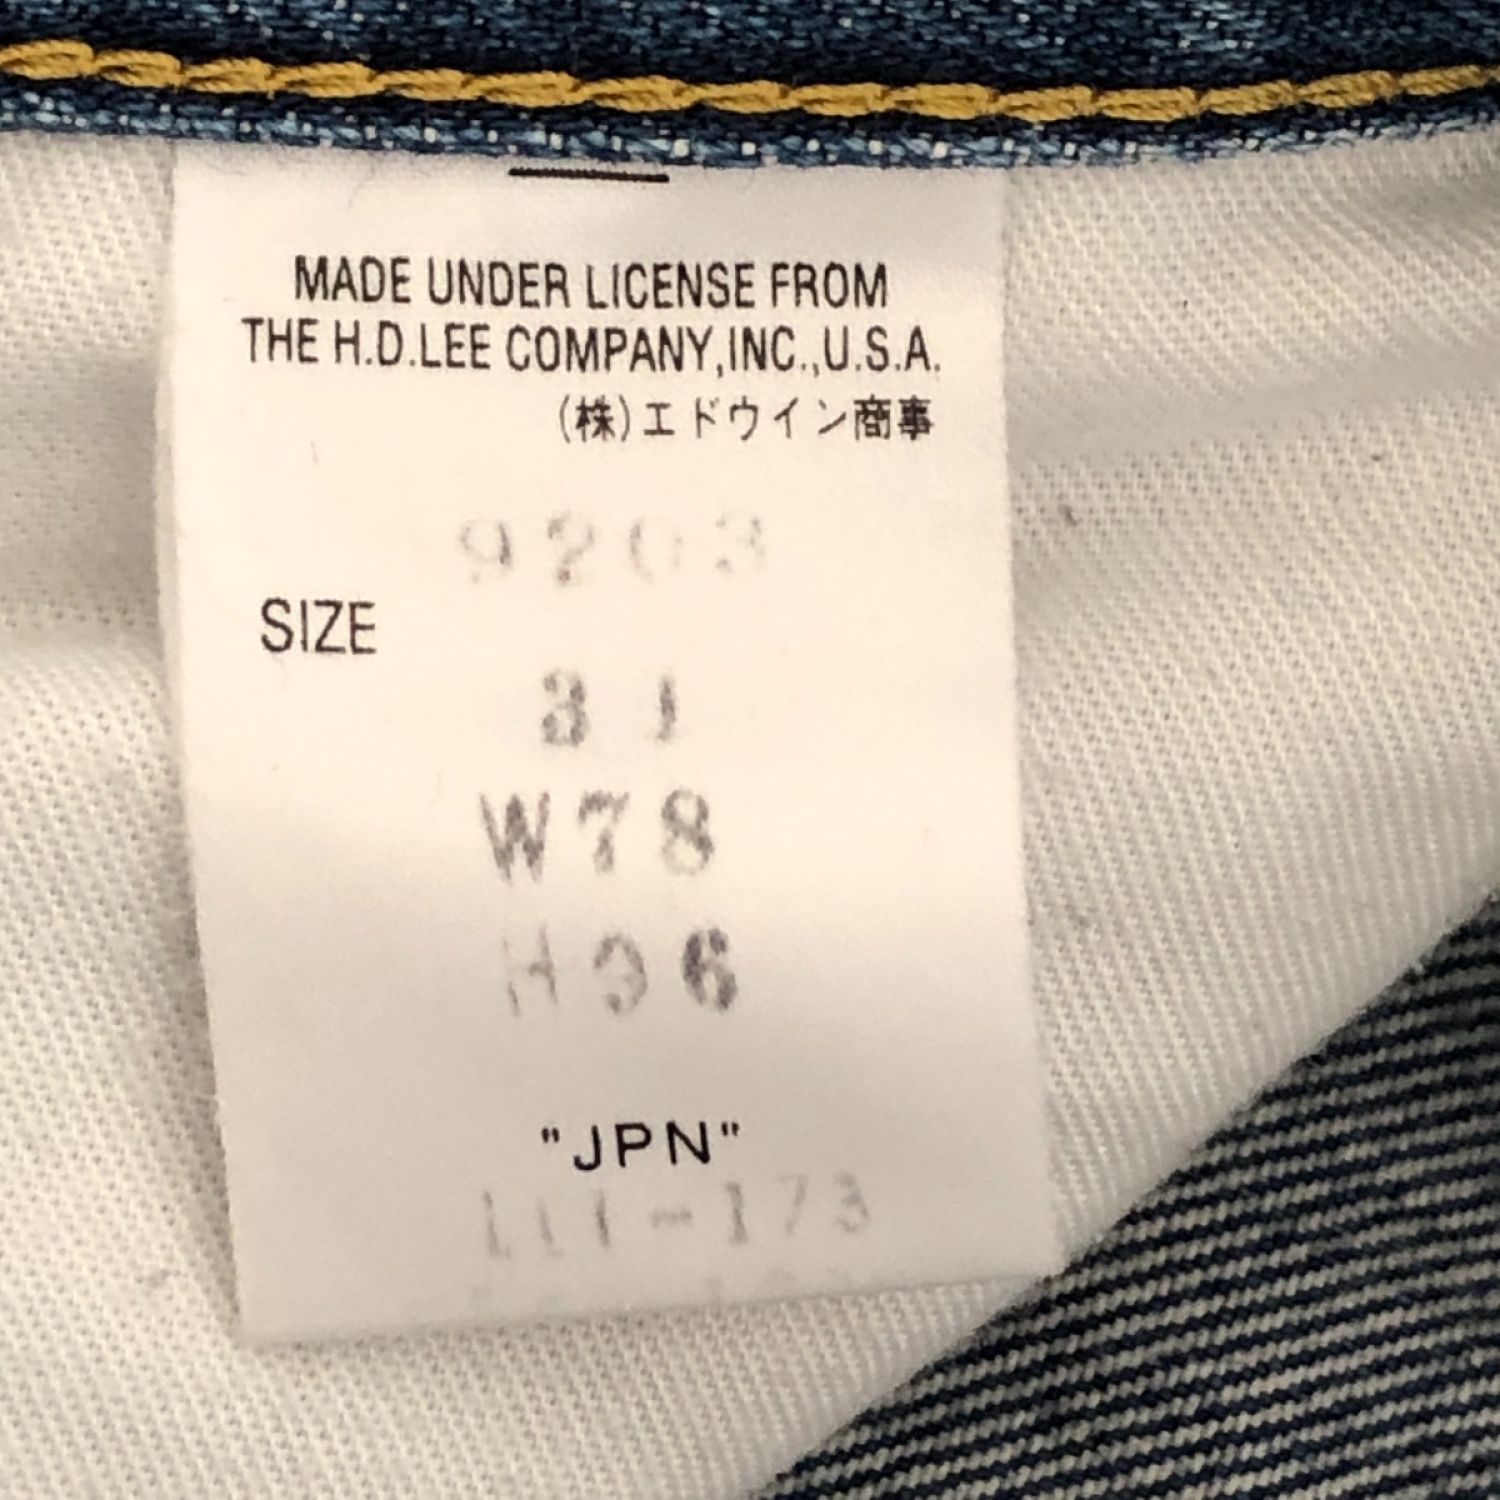 MADE UNDER LICENSE FROM
THE H.D.LEE COMPANY,INC.,U.S.A.
(株)エドウイン商事
9203
SIZE
31
W78
H96
"JPN"
111-173